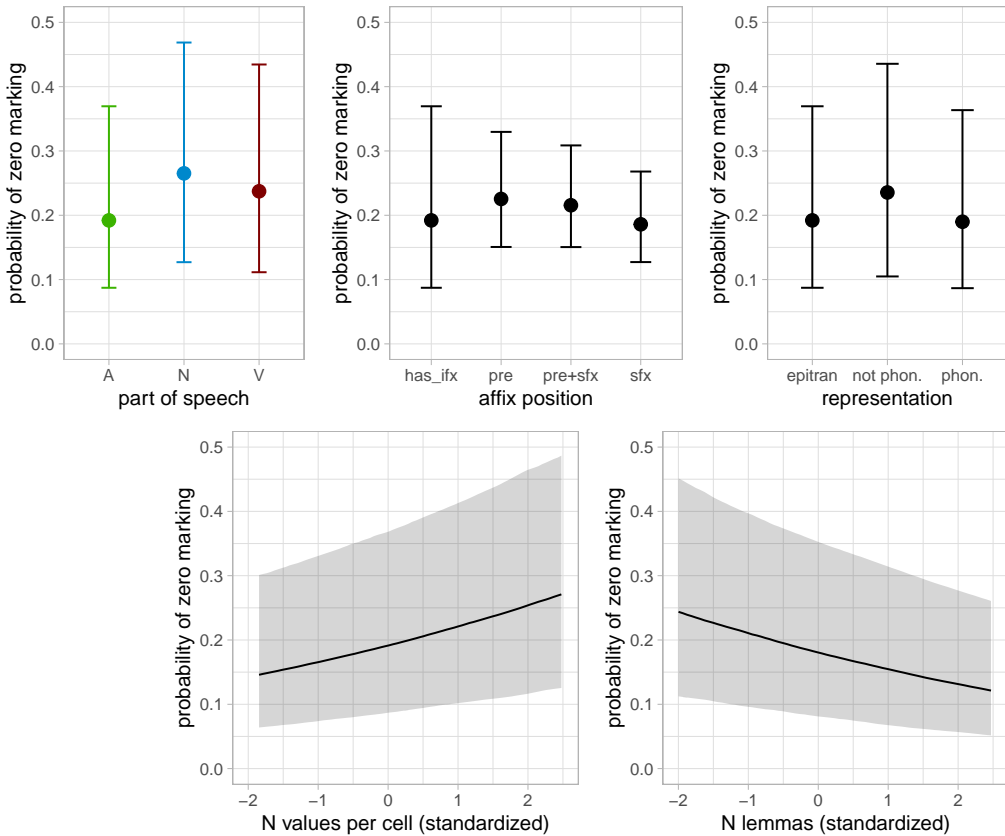 probability of zero marking
0.5
0.4
0.3
0.2
0.1
0.0
A N V
part of speech
probability of zero marking
0.5
0.4
0.3
0.2
0.1
0.0
has_ifx pre pre+sfx sfx
affix position
probability of zero marking
0.5
0.4
0.3
0.2
0.1
0.0
epitran not phon. phon.
representation
probability of zero marking
0.5
0.4
0.3
0.2
0.1
0.0
−2 −1 0 1 2
N values per cell (standardized)
probability of zero marking
0.5
0.4
0.3
0.2
0.1
0.0
−2 −1 0 1 2
N lemmas (standardized)